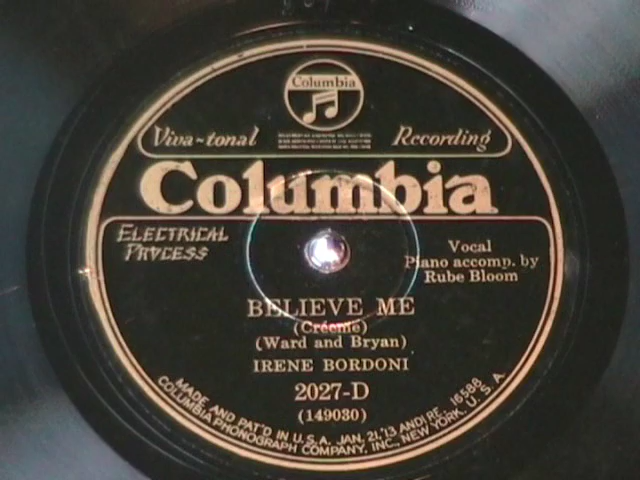 Columbia
Viva-tonal Recording
Columbia
ELECTRICAL
PROCESS
Vocal
Piano accomp. by
Rube Bloom
BELIEVE ME
(Créeme)
(Ward and Bryan)
IRENE BORDONI
2027-D
(149030)
MADE AND PAT'D IN U.S.A. JAN. 21,'13 AND RE. 16588
COLUMBIA PHONOGRAPH COMPANY, INC., NEW YORK, U.S.A.